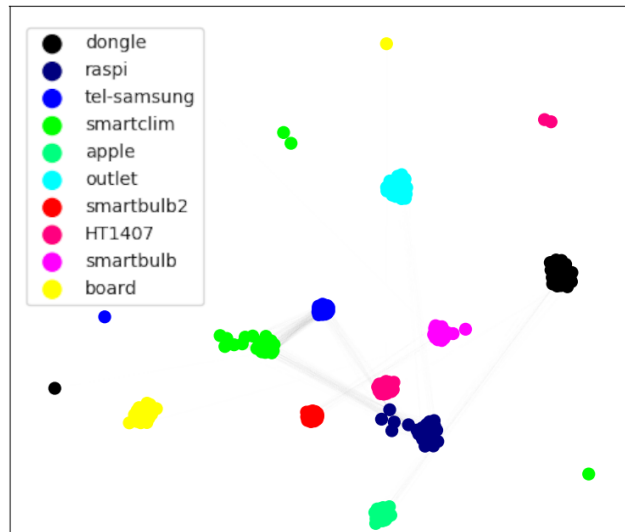 dongle
raspi
tel-samsung
smartclim
apple
outlet
smartbulb2
HT1407
smartbulb
board